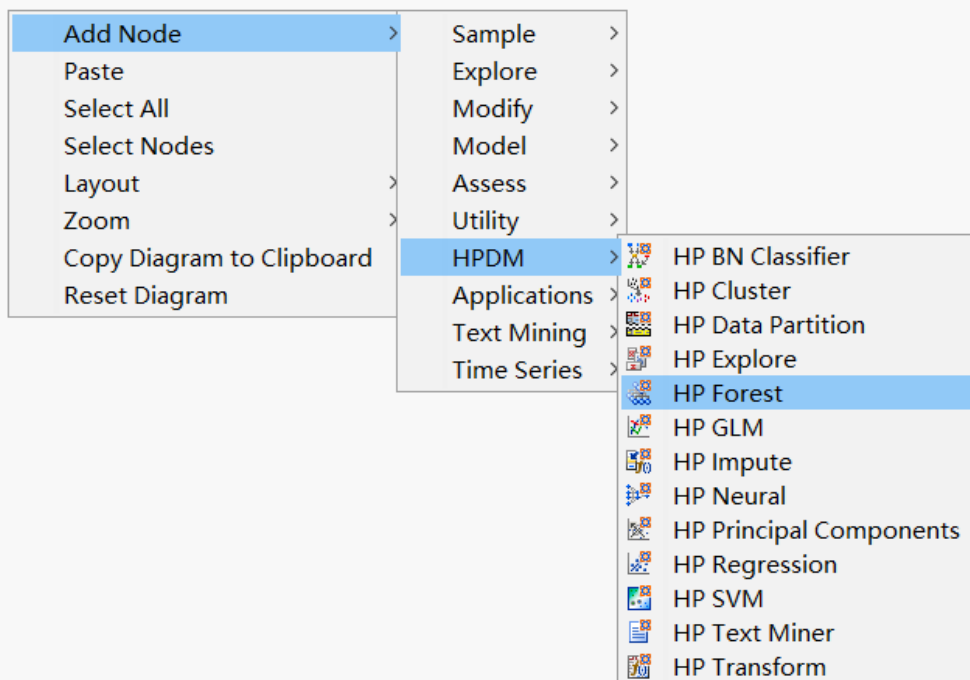 Add Node
Paste
Select All
Select Nodes
Layout
Zoom
Copy Diagram to Clipboard
Reset Diagram
Sample
Explore
Modify
Model
Assess
Utility
HPDM
Applications
Text Mining
Time Series
HP BN Classifier
HP Cluster
HP Data Partition
HP Explore
HP Forest
HP GLM
HP Impute
HP Neural
HP Principal Components
HP Regression
HP SVM
HP Text Miner
HP Transform